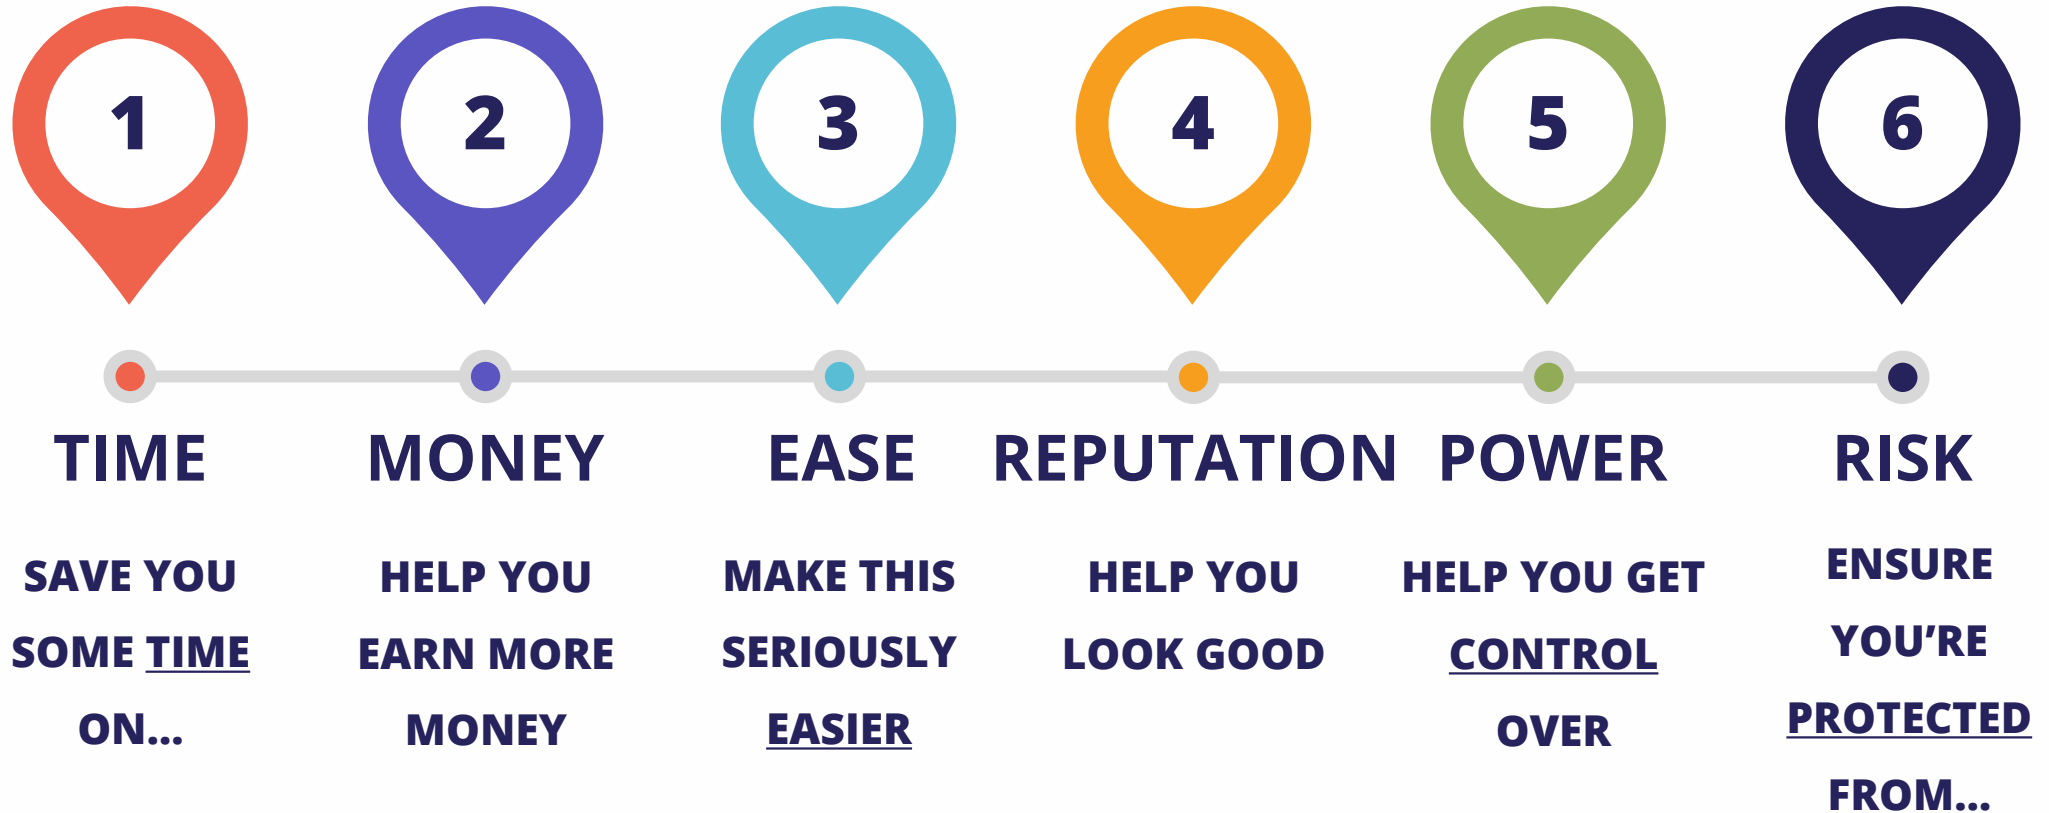 1
2
3
4
5
6
TIME
MONEY
EASE
REPUTATION
POWER
RISK
SAVE YOU
SOME TIME
ON...
HELP YOU
EARN MORE
MONEY
MAKE THIS
SERIOUSLY
EASIER
HELP YOU
LOOK GOOD
HELP YOU GET
CONTROL
OVER
ENSURE
YOU’RE
PROTECTED
FROM...